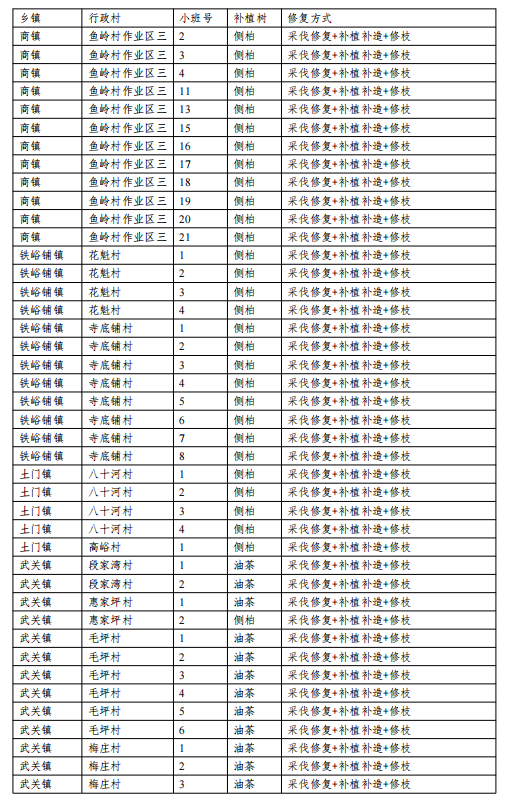 乡镇 行政村 小班号 补植树 修复方式
商镇 鱼岭村作业区三 2 侧柏 采伐修复+补植补造+修枝
商镇 鱼岭村作业区三 3 侧柏 采伐修复+补植补造+修枝
商镇 鱼岭村作业区三 4 侧柏 采伐修复+补植补造+修枝
商镇 鱼岭村作业区三 11 侧柏 采伐修复+补植补造+修枝
商镇 鱼岭村作业区三 13 侧柏 采伐修复+补植补造+修枝
商镇 鱼岭村作业区三 15 侧柏 采伐修复+补植补造+修枝
商镇 鱼岭村作业区三 16 侧柏 采伐修复+补植补造+修枝
商镇 鱼岭村作业区三 17 侧柏 采伐修复+补植补造+修枝
商镇 鱼岭村作业区三 18 侧柏 采伐修复+补植补造+修枝
商镇 鱼岭村作业区三 19 侧柏 采伐修复+补植补造+修枝
商镇 鱼岭村作业区三 20 侧柏 采伐修复+补植补造+修枝
商镇 鱼岭村作业区三 21 侧柏 采伐修复+补植补造+修枝
铁峪铺镇 花魁村 1 侧柏 采伐修复+补植补造+修枝
铁峪铺镇 花魁村 2 侧柏 采伐修复+补植补造+修枝
铁峪铺镇 花魁村 3 侧柏 采伐修复+补植补造+修枝
铁峪铺镇 花魁村 4 侧柏 采伐修复+补植补造+修枝
铁峪铺镇 寺底铺村 1 侧柏 采伐修复+补植补造+修枝
铁峪铺镇 寺底铺村 2 侧柏 采伐修复+补植补造+修枝
铁峪铺镇 寺底铺村 3 侧柏 采伐修复+补植补造+修枝
铁峪铺镇 寺底铺村 4 侧柏 采伐修复+补植补造+修枝
铁峪铺镇 寺底铺村 5 侧柏 采伐修复+补植补造+修枝
铁峪铺镇 寺底铺村 6 侧柏 采伐修复+补植补造+修枝
铁峪铺镇 寺底铺村 7 侧柏 采伐修复+补植补造+修枝
铁峪铺镇 寺底铺村 8 侧柏 采伐修复+补植补造+修枝
土门镇 八十河村 1 侧柏 采伐修复+补植补造+修枝
土门镇 八十河村 2 侧柏 采伐修复+补植补造+修枝
土门镇 八十河村 3 侧柏 采伐修复+补植补造+修枝
土门镇 八十河村 4 侧柏 采伐修复+补植补造+修枝
土门镇 高峪村 1 侧柏 采伐修复+补植补造+修枝
武关镇 段家湾村 1 油茶 采伐修复+补植补造+修枝
武关镇 段家湾村 2 油茶 采伐修复+补植补造+修枝
武关镇 惠家坪村 1 油茶 采伐修复+补植补造+修枝
武关镇 惠家坪村 2 侧柏 采伐修复+补植补造+修枝
武关镇 毛坪村 1 油茶 采伐修复+补植补造+修枝
武关镇 毛坪村 2 油茶 采伐修复+补植补造+修枝
武关镇 毛坪村 3 油茶 采伐修复+补植补造+修枝
武关镇 毛坪村 4 油茶 采伐修复+补植补造+修枝
武关镇 毛坪村 5 油茶 采伐修复+补植补造+修枝
武关镇 毛坪村 6 油茶 采伐修复+补植补造+修枝
武关镇 梅庄村 1 油茶 采伐修复+补植补造+修枝
武关镇 梅庄村 2 油茶 采伐修复+补植补造+修枝
武关镇 梅庄村 3 油茶 采伐修复+补植补造+修枝